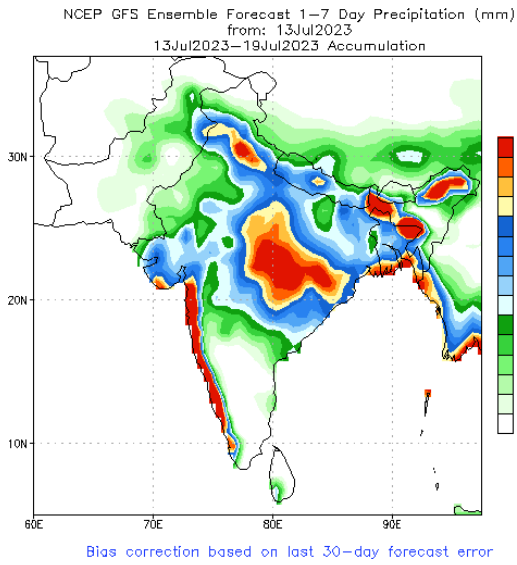 NCEP GFS Ensemble Forecast 1-7 Day Precipitation (mm)
from: 13Jul2023
13Jul2023-19Jul2023 Accumulation
30N
20N
10N
60E 70E 80E 90E
Bias correction based on last 30-day forecast error